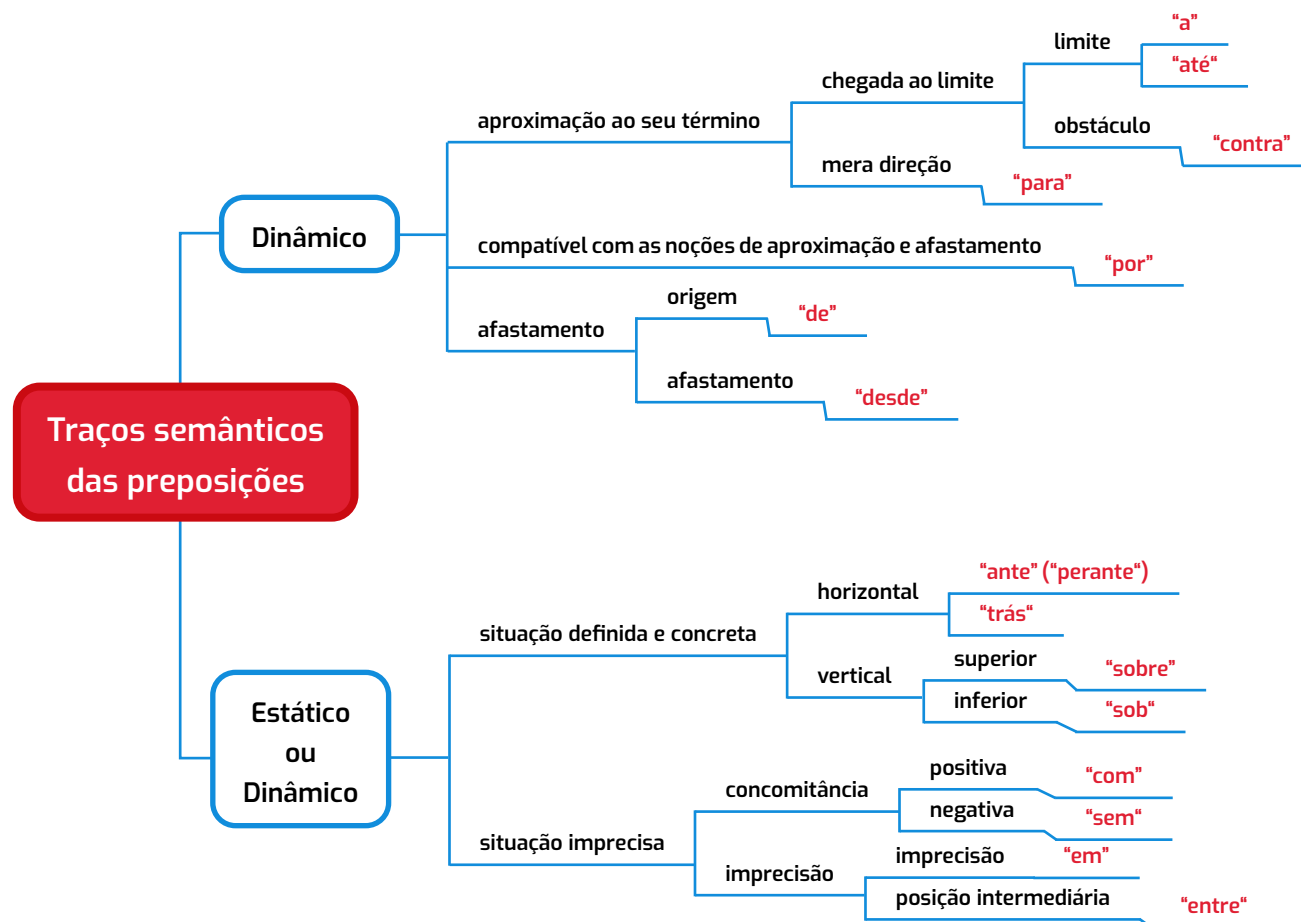 Traços semânticos
das preposições
Dinâmico
aproximação ao seu término
chegada ao limite
limite
“a”
“até“
obstáculo
“contra”
mera direção
“para”
compatível com as noções de aproximação e afastamento
“por”
afastamento
origem
“de”
afastamento
“desde”
Estático
ou
Dinâmico
situação definida e concreta
horizontal
“ante” (“perante“)
“trás“
vertical
superior
“sobre”
inferior
“sob“
situação imprecisa
concomitância
positiva
“com”
negativa
“sem“
imprecisão
imprecisão
“em”
posição intermediária
“entre“